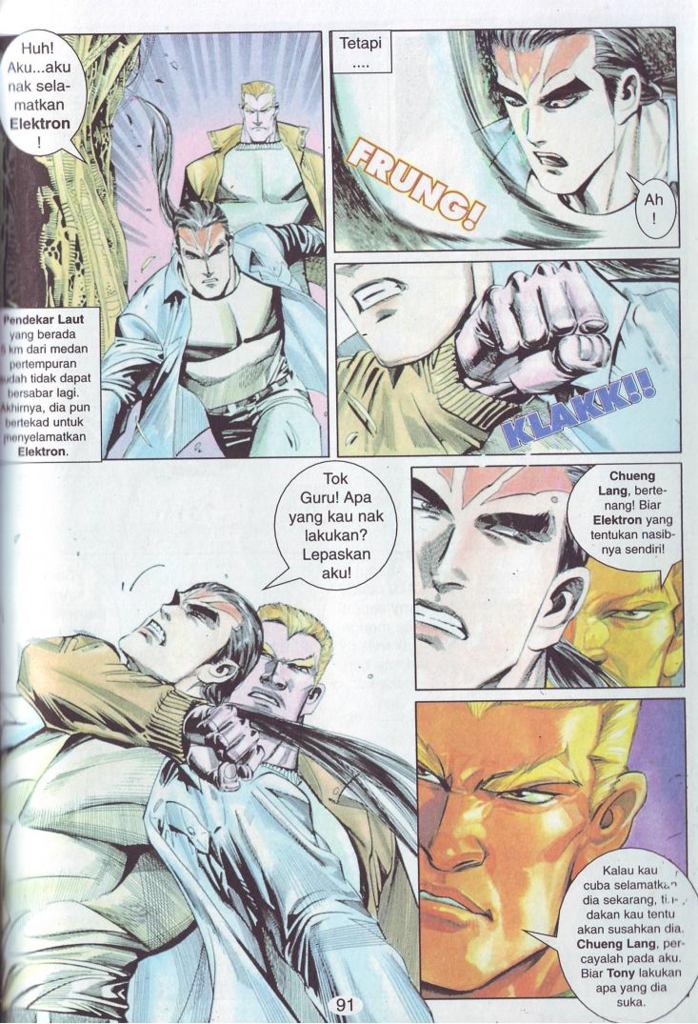 Huh!
Aku...aku
nak sela-
matkan
Elektron
!
Pendekar Laut
yang berada
km dari medan
pertempuran
sudah tidak dapat
bersabar lagi.
Akhirnya, dia pun
bertekad untuk
menyelamatkan
Elektron.
Tetapi
....
FRUNG!
Ah
!
KLAKK!!
Tok
Guru! Apa
yang kau nak
lakukan?
Lepaskan
aku!
Chueng
Lang, berte-
nang! Biar
Elektron yang
tentukan nasib-
nya sendiri!
Kalau kau
cuba selamatkan
dia sekarang, tin-
dakan kau tentu
akan susahkan dia.
Chueng Lang, per-
cayalah pada aku.
Biar Tony lakukan
apa yang dia
suka.
91